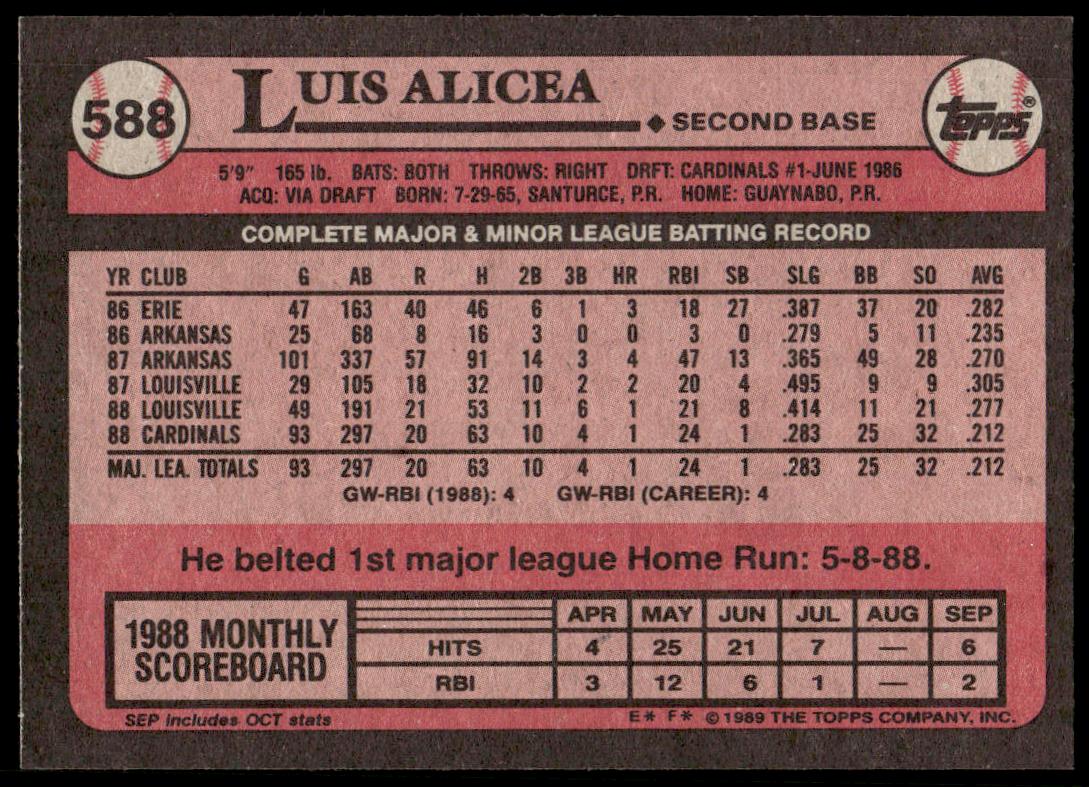 588
LUIS ALICEA
◆ SECOND BASE
TOPPS®
5'9" 165 lb. BATS: BOTH THROWS: RIGHT DRFT: CARDINALS #1-JUNE 1986
ACQ: VIA DRAFT BORN: 7-29-65, SANTURCE, P.R. HOME: GUAYNABO, P.R.
COMPLETE MAJOR & MINOR LEAGUE BATTING RECORD
YR CLUB G AB R H 2B 3B HR RBI SB SLG BB SO AVG
86 ERIE 47 163 40 46 6 1 3 18 27 .387 37 20 .282
86 ARKANSAS 25 68 8 16 3 0 0 3 0 .279 5 11 .235
87 ARKANSAS 101 337 57 91 14 3 4 47 13 .365 49 28 .270
87 LOUISVILLE 29 105 18 32 10 2 2 20 4 .495 9 9 .305
88 LOUISVILLE 49 191 21 53 11 6 1 21 8 .414 11 21 .277
88 CARDINALS 93 297 20 63 10 4 1 24 1 .283 25 32 .212
MAJ. LEA. TOTALS 93 297 20 63 10 4 1 24 1 .283 25 32 .212
GW-RBI (1988): 4 GW-RBI (CAREER): 4
He belted 1st major league Home Run: 5-8-88.
1988 MONTHLY
SCOREBOARD
APR MAY JUN JUL AUG SEP
HITS 4 25 21 7 — 6
RBI 3 12 6 1 — 2
SEP includes OCT stats
E* F* © 1989 THE TOPPS COMPANY, INC.